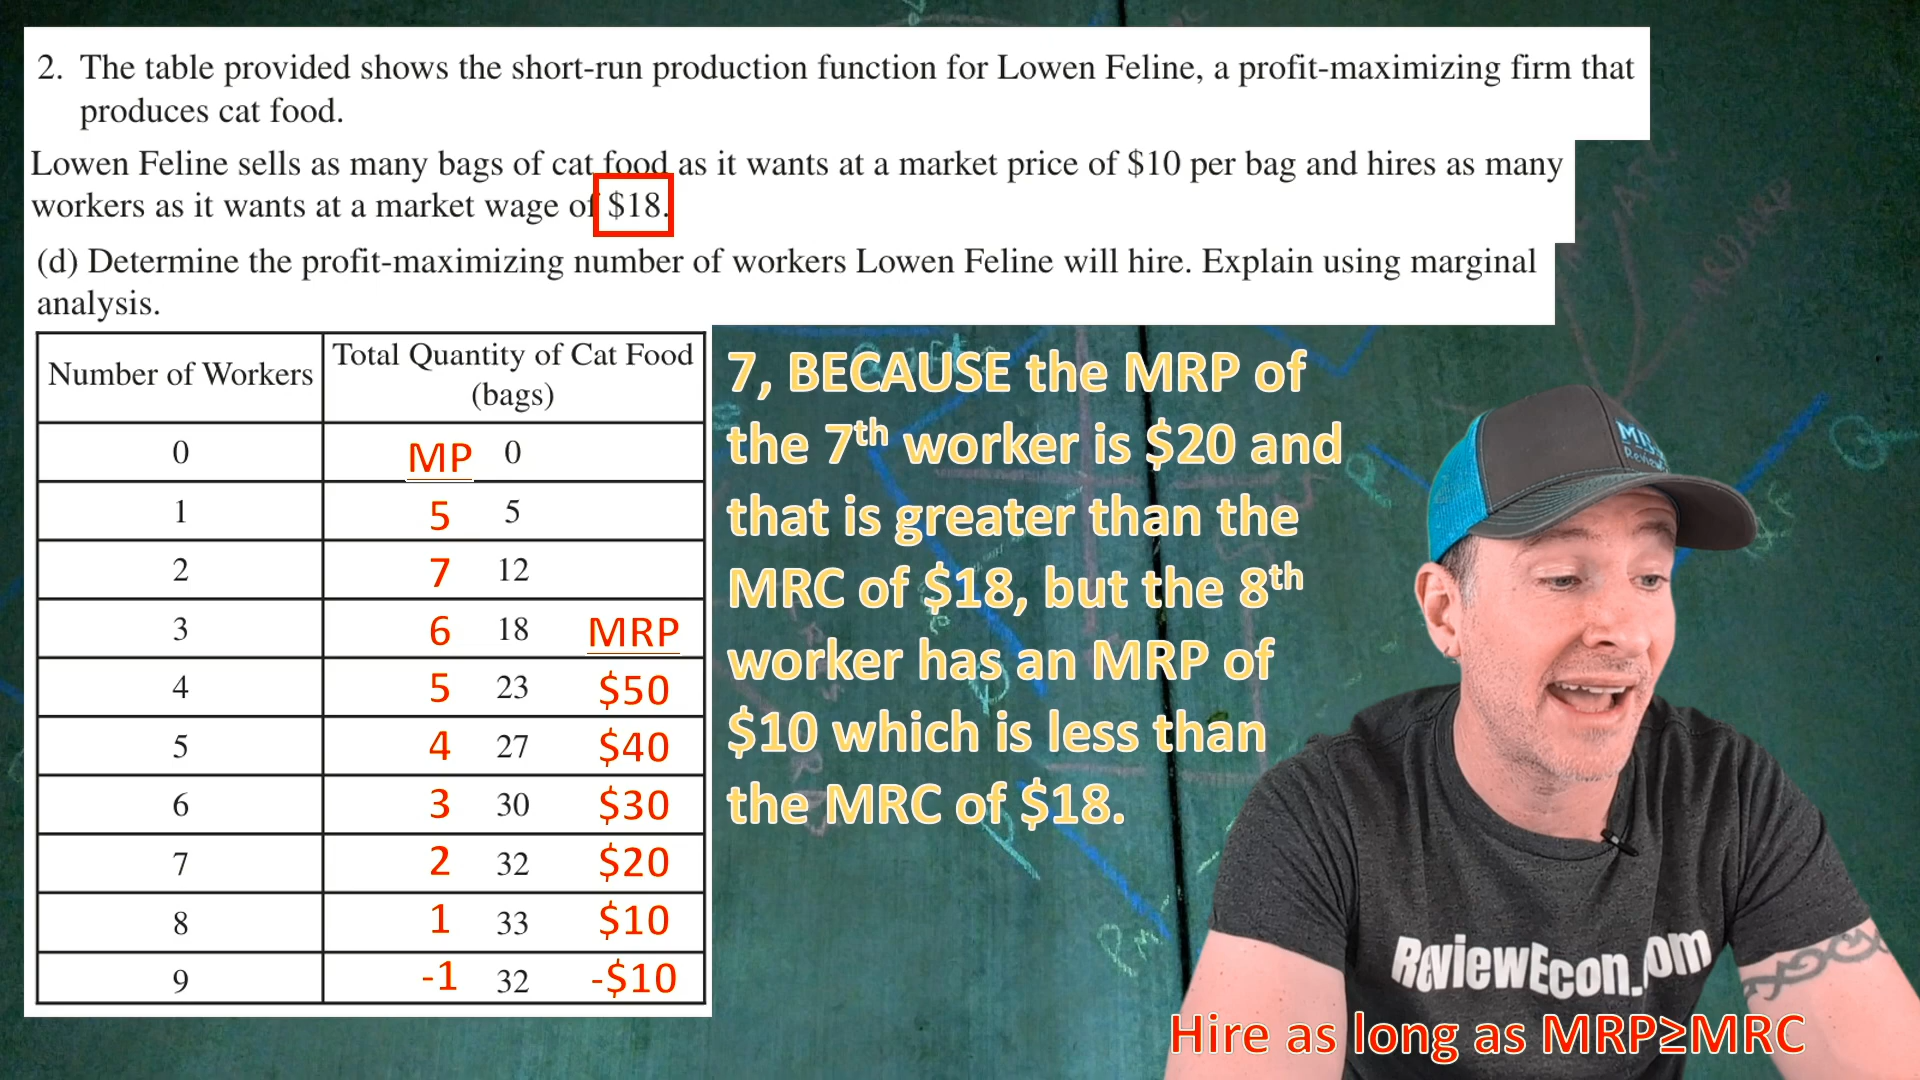 2. The table provided shows the short-run production function for Lowen Feline, a profit-maximizing firm that
produces cat food.
Lowen Feline sells as many bags of cat food as it wants at a market price of $10 per bag and hires as many
workers as it wants at a market wage of $18.
(d) Determine the profit-maximizing number of workers Lowen Feline will hire. Explain using marginal
analysis.
Number of Workers Total Quantity of Cat Food
(bags)
0 MP 0
1 5 5
2 7 12
3 6 18 MRP
4 5 23 $50
5 4 27 $40
6 3 30 $30
7 2 32 $20
8 1 33 $10
9 -1 32 -$10
7, BECAUSE the MRP of
the 7th worker is $20 and
that is greater than the
MRC of $18, but the 8th
worker has an MRP of
$10 which is less than
the MRC of $18.
ReviewEcon.com
Hire as long as MRP≥MRC